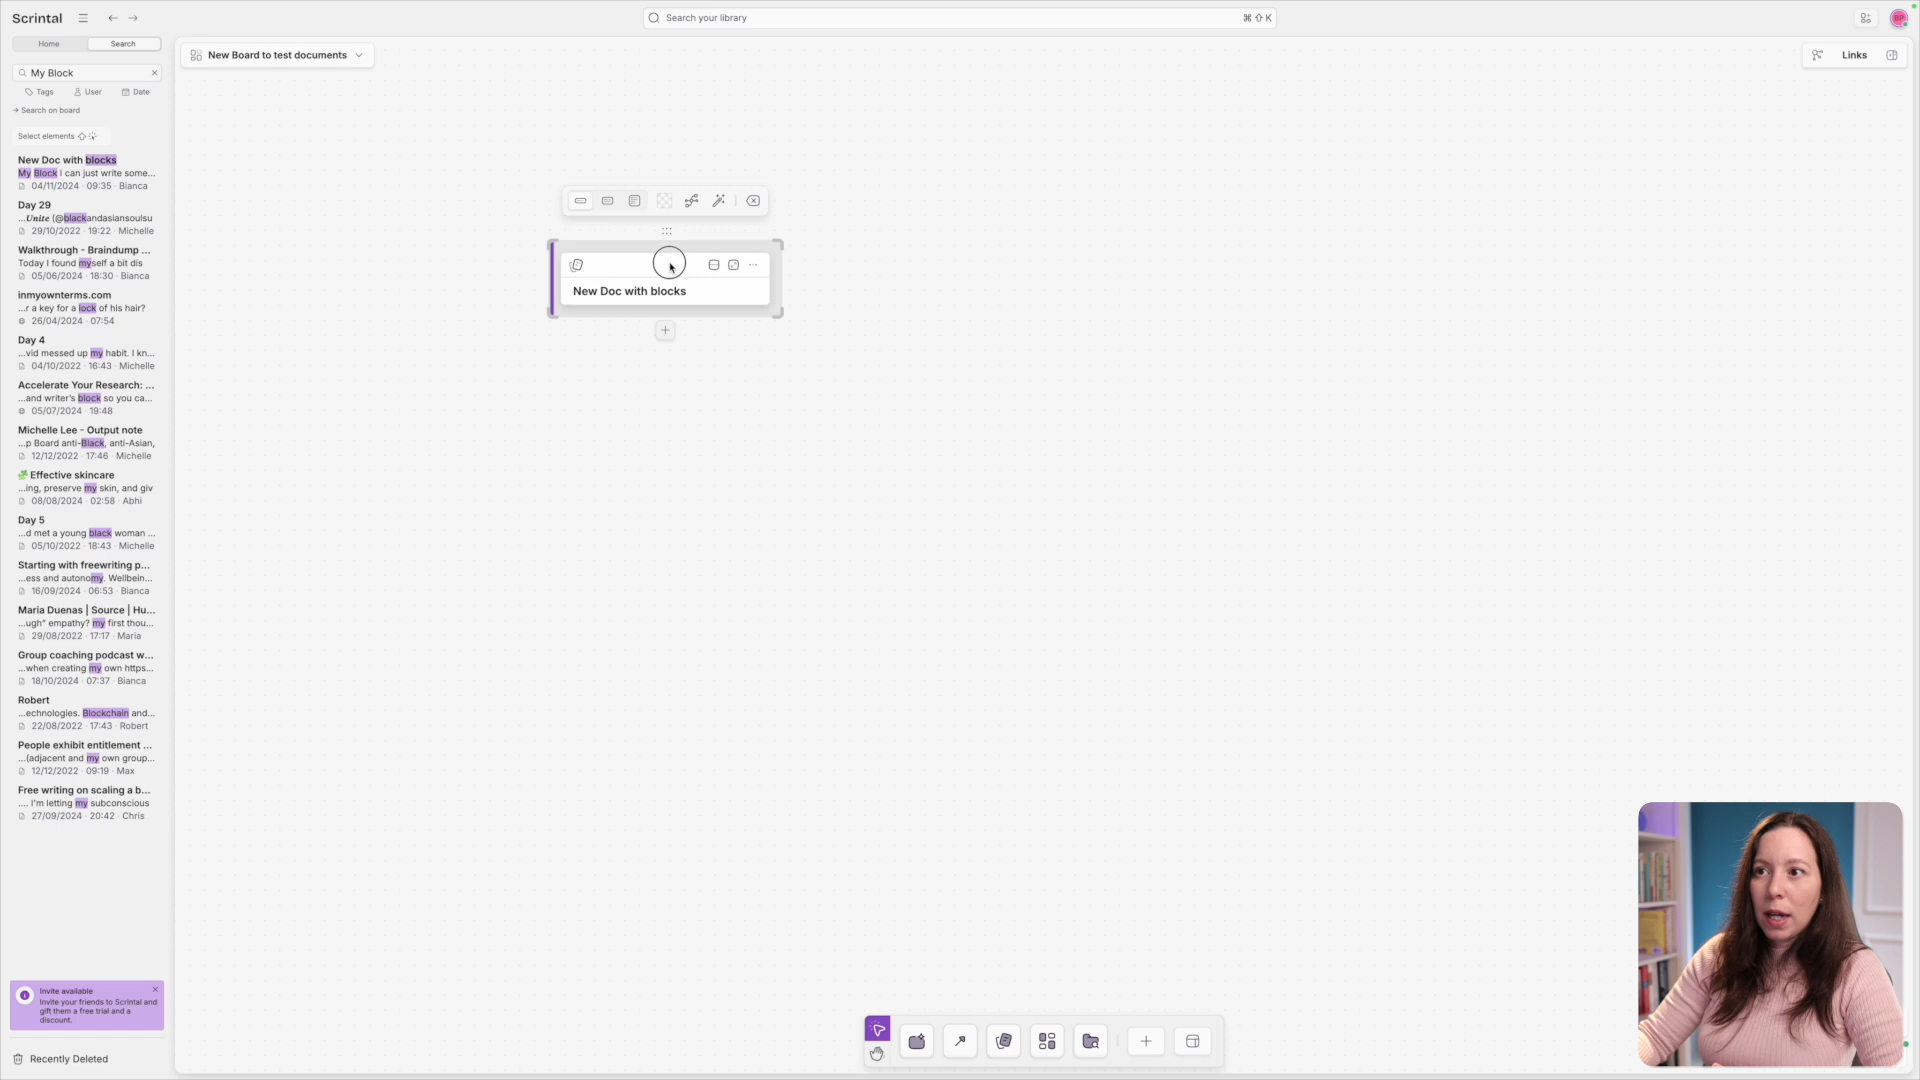 Scrintal
Search your library
⌘ ⇧ K
BP
Home
Search
New Board to test documents
Links
My Block
Tags
User
Date
→ Search on board
Select elements
New Doc with blocks
My Block I can just write some...
04/11/2024 · 09:35 · Bianca
Day 29
...Unite (@blackandasiansoulsu
29/10/2022 · 19:22 · Michelle
Walkthrough - Braindump ...
Today I found myself a bit dis
05/06/2024 · 18:30 · Bianca
inmyownterms.com
...r a key for a lock of his hair?
26/04/2024 · 07:54
Day 4
...vid messed up my habit. I kn...
04/10/2022 · 16:43 · Michelle
Accelerate Your Research: ...
...and writer's block so you ca...
05/07/2024 · 19:48
Michelle Lee - Output note
...p Board anti-Black, anti-Asian,
12/12/2022 · 17:46 · Michelle
Effective skincare
...ing, preserve my skin, and giv
08/08/2024 · 02:58 · Abhi
Day 5
...d met a young black woman ...
05/10/2022 · 18:43 · Michelle
Starting with freewriting p...
...ess and autonomy. Wellbein...
16/09/2024 · 06:53 · Bianca
Maria Duenas | Source | Hu...
...ugh" empathy? my first thou...
29/08/2022 · 17:17 · Maria
Group coaching podcast w...
...when creating my own https...
18/10/2024 · 07:37 · Bianca
Robert
...echnologies. Blockchain and...
22/08/2022 · 17:43 · Robert
People exhibit entitlement ...
...(adjacent and my own group...
12/12/2022 · 09:19 · Max
Free writing on scaling a b...
.... I'm letting my subconscious
27/09/2024 · 20:42 · Chris
New Doc with blocks
Invite available
Invite your friends to Scrintal and
gift them a free trial and a
discount.
Recently Deleted